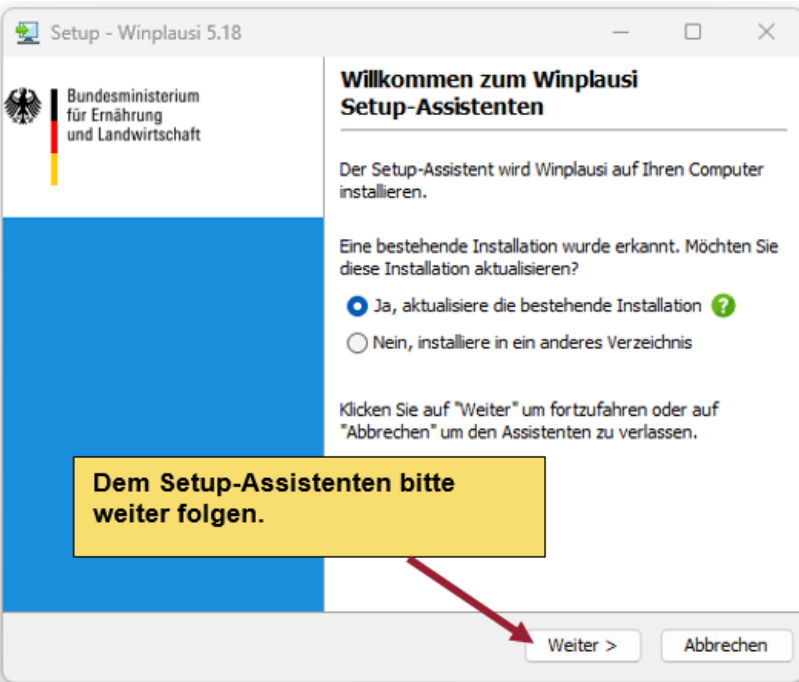 Setup - Winplausi 5.18
Bundesministerium
für Ernährung
und Landwirtschaft
Willkommen zum Winplausi
Setup-Assistenten
Der Setup-Assistent wird Winplausi auf Ihren Computer
installieren.
Eine bestehende Installation wurde erkannt. Möchten Sie
diese Installation aktualisieren?
Ja, aktualisiere die bestehende Installation ?
Nein, installiere in ein anderes Verzeichnis
Klicken Sie auf "Weiter" um fortzufahren oder auf
"Abbrechen" um den Assistenten zu verlassen.
Dem Setup-Assistenten bitte
weiter folgen.
Weiter >
Abbrechen